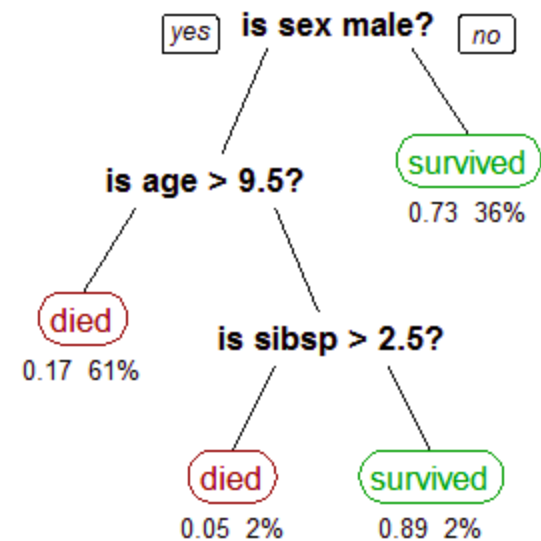 yes is sex male? no
survived
is age > 9.5?
0.73 36%
died
is sibsp > 2.5?
0.17 61%
died survived
0.05 2% 0.89 2%